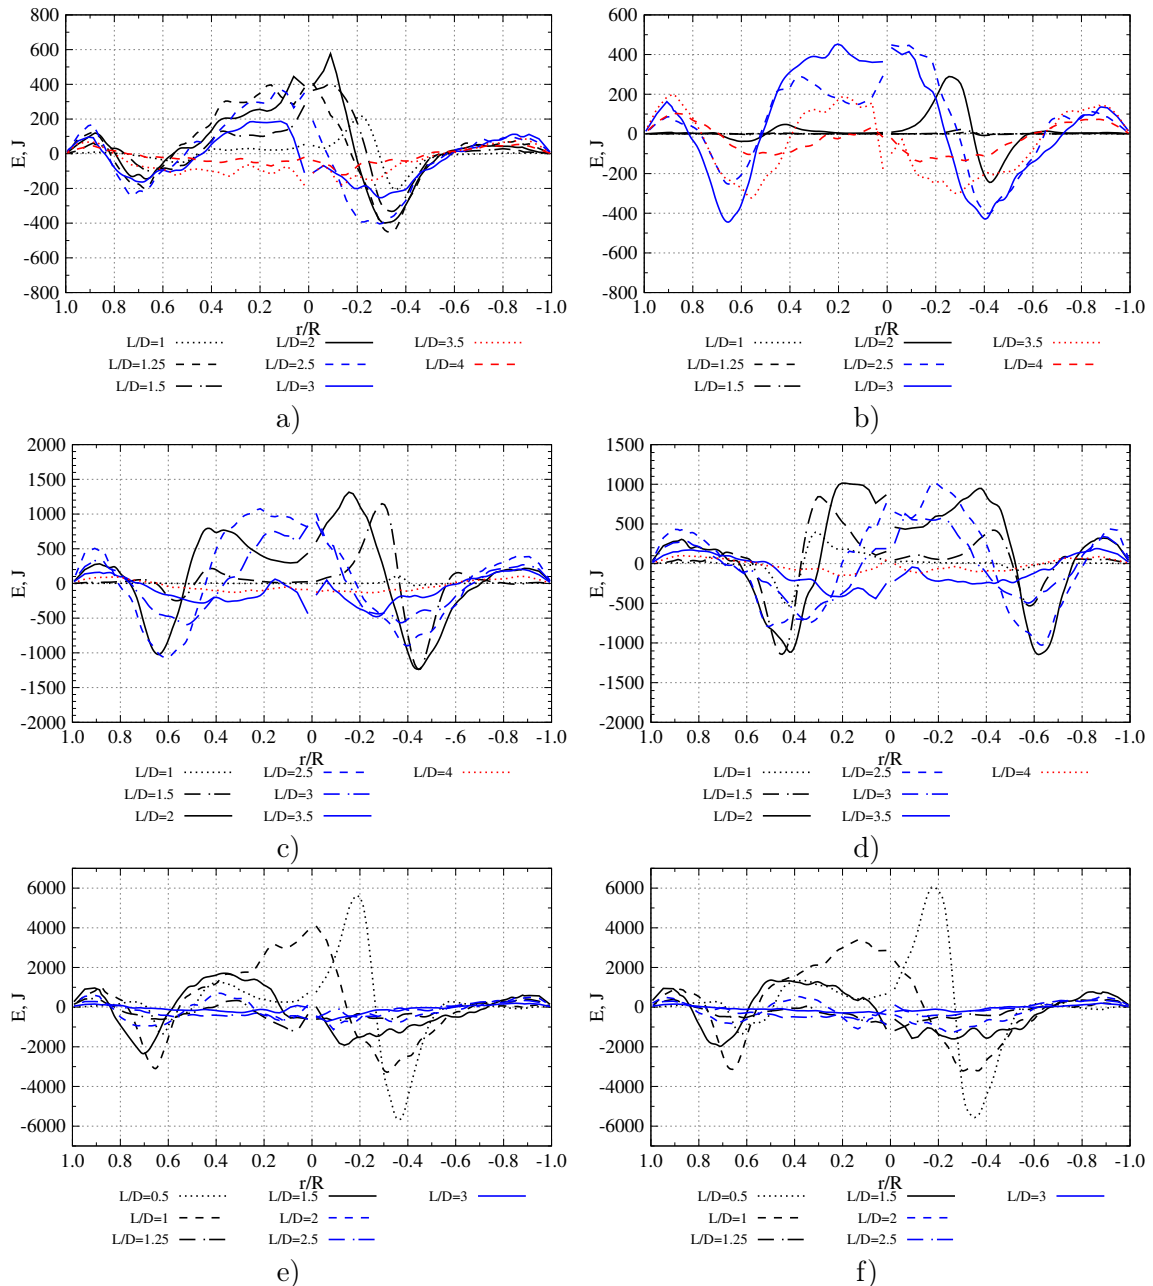 800
600
400
200
0
-200
-400
-600
-800
E, J
1.0 0.8 0.6 0.4 0.2 0 -0.2 -0.4 -0.6 -0.8 -1.0
r/R
L/D=1 L/D=2 L/D=3.5
L/D=1.25 L/D=2.5 L/D=4
L/D=1.5 L/D=3
a)
600
400
200
0
-200
-400
-600
-800
E, J
1.0 0.8 0.6 0.4 0.2 0 -0.2 -0.4 -0.6 -0.8 -1.0
r/R
L/D=1 L/D=2 L/D=3.5
L/D=1.25 L/D=2.5 L/D=4
L/D=1.5 L/D=3
b)
2000
1500
1000
500
0
-500
-1000
-1500
-2000
E, J
1.0 0.8 0.6 0.4 0.2 0 -0.2 -0.4 -0.6 -0.8 -1.0
r/R
L/D=1 L/D=2.5 L/D=4
L/D=1.5 L/D=3
L/D=2 L/D=3.5
c)
1500
1000
500
0
-500
-1000
-1500
-2000
E, J
1.0 0.8 0.6 0.4 0.2 0 -0.2 -0.4 -0.6 -0.8 -1.0
r/R
L/D=1 L/D=2.5 L/D=4
L/D=1.5 L/D=3
L/D=2 L/D=3.5
d)
6000
4000
2000
0
-2000
-4000
-6000
E, J
1.0 0.8 0.6 0.4 0.2 0 -0.2 -0.4 -0.6 -0.8 -1.0
r/R
L/D=0.5 L/D=1.5 L/D=3
L/D=1 L/D=2
L/D=1.25 L/D=2.5
e)
6000
4000
2000
0
-2000
-4000
-6000
E, J
1.0 0.8 0.6 0.4 0.2 0 -0.2 -0.4 -0.6 -0.8 -1.0
r/R
L/D=0.5 L/D=1.5 L/D=3
L/D=1 L/D=2
L/D=1.25 L/D=2.5
f)